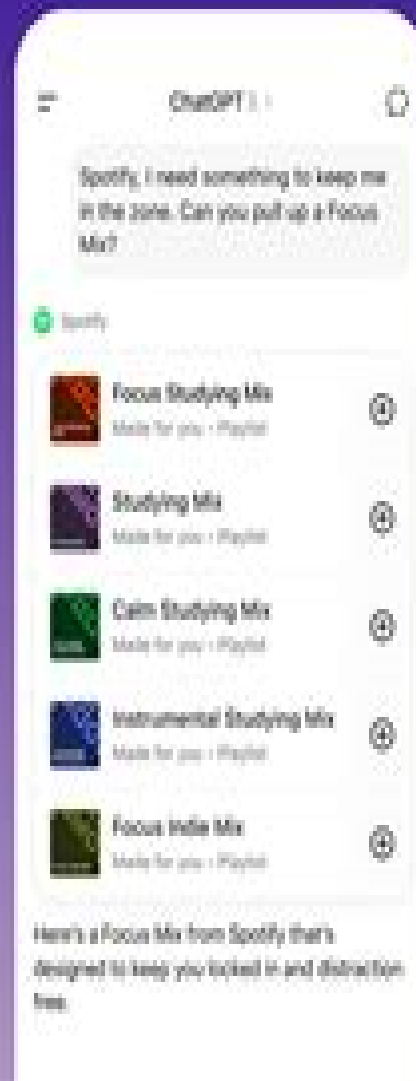 ChatGPT
Spotify, I need something to keep me
in the zone. Can you pull up a Focus
Mix?
Spotify
Focus Studying Mix
Made for you • Playlist
Studying Mix
Made for you • Playlist
Calm Studying Mix
Made for you • Playlist
Instrumental Studying Mix
Made for you • Playlist
Focus Indie Mix
Made for you • Playlist
Here's a Focus Mix from Spotify that's
designed to keep you locked in and distraction
free.